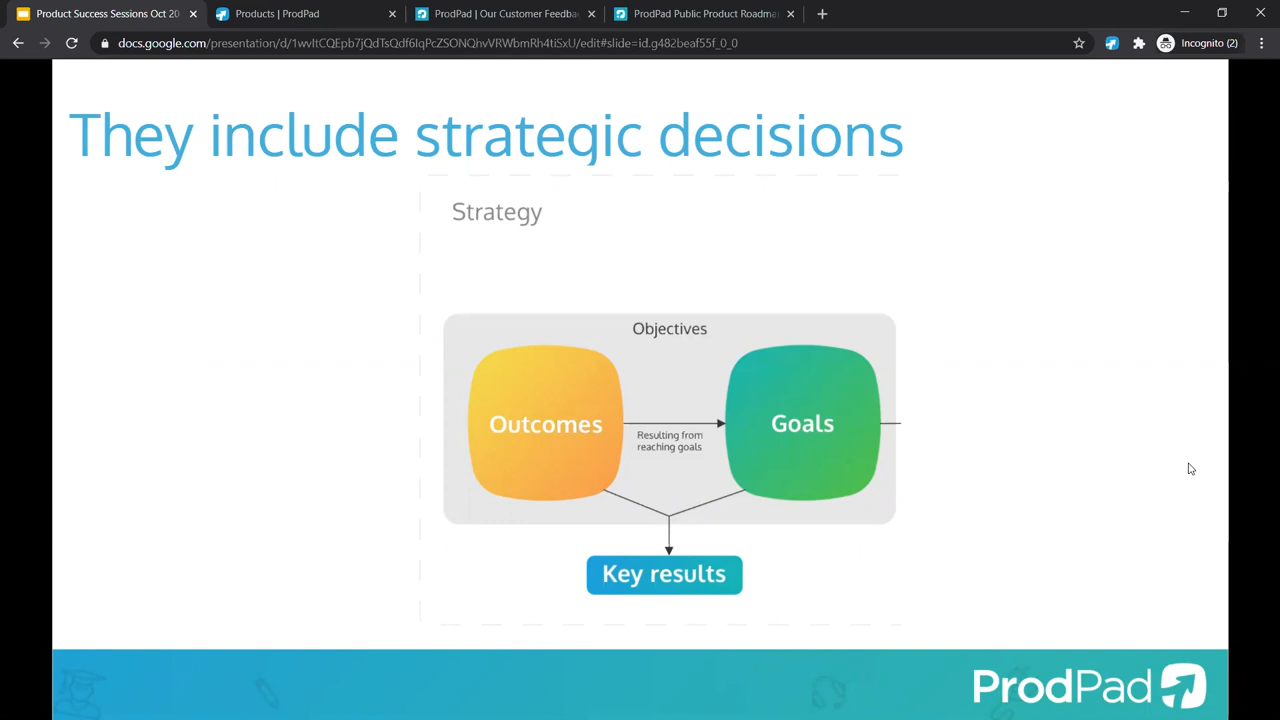 Product Success Sessions Oct 20
Products | ProdPad
ProdPad | Our Customer Feedba
ProdPad Public Product Roadma
docs.google.com/presentation/d/1wvItCQEpb7jQdTsQdf6IqPcZSONQhvVRWbmRh4tiSxU/edit#slide=id.g482beaf55f_0_0
Incognito (2)
They include strategic decisions
Strategy
Objectives
Outcomes
Resulting from
reaching goals
Goals
Key results
ProdPad